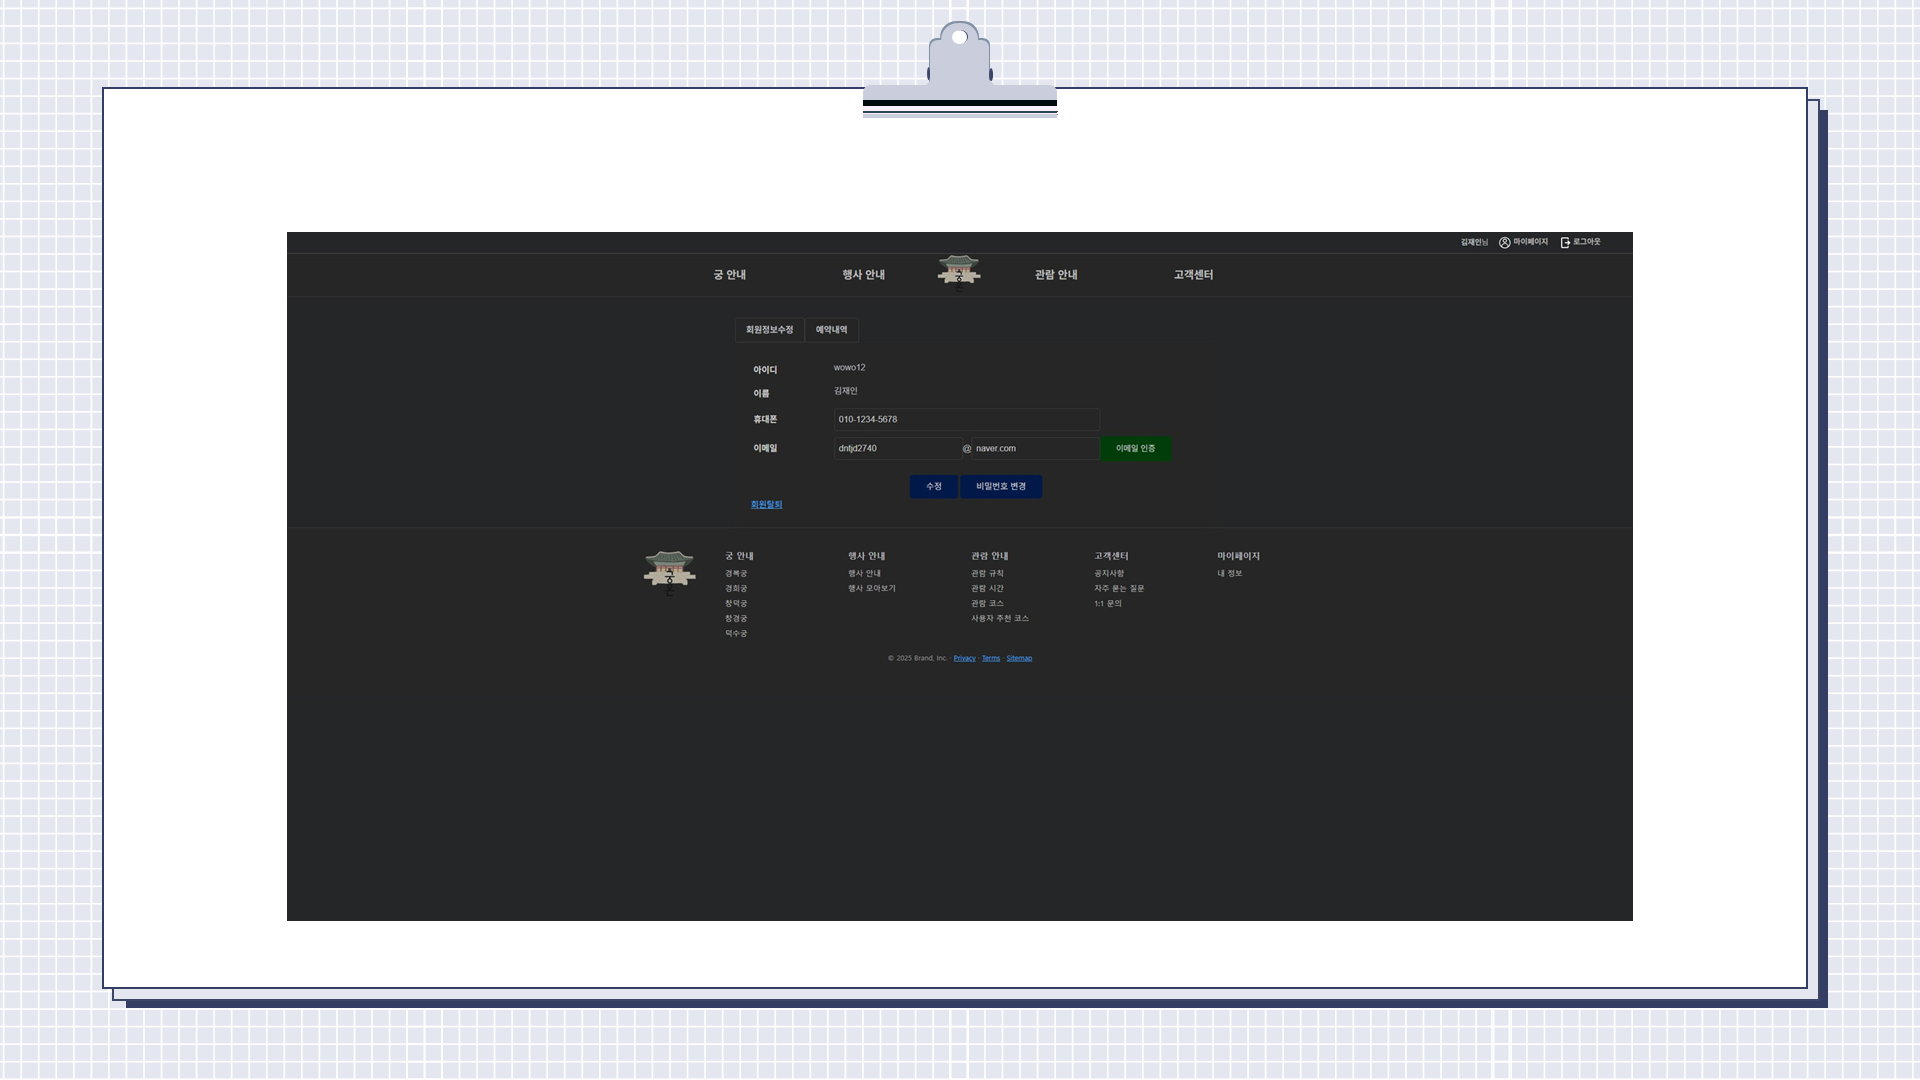 김재인님 마이페이지 로그아웃
궁 안내 행사 안내 관람 안내 고객센터
회원정보수정 예약내역
아이디 wowo12
이름 김재인
휴대폰 010-1234-5678
이메일 dntjd2740 @ naver.com 이메일 인증
수정 비밀번호 변경
회원탈퇴
궁 안내 행사 안내 관람 안내 고객센터 마이페이지
경복궁 행사 안내 관람 규칙 공지사항 내 정보
경희궁 행사 모아보기 관람 시간 자주 묻는 질문
창덕궁 관람 코스 1:1 문의
창경궁 사용자 추천 코스
덕수궁
© 2025 Brand, Inc. · Privacy · Terms · Sitemap